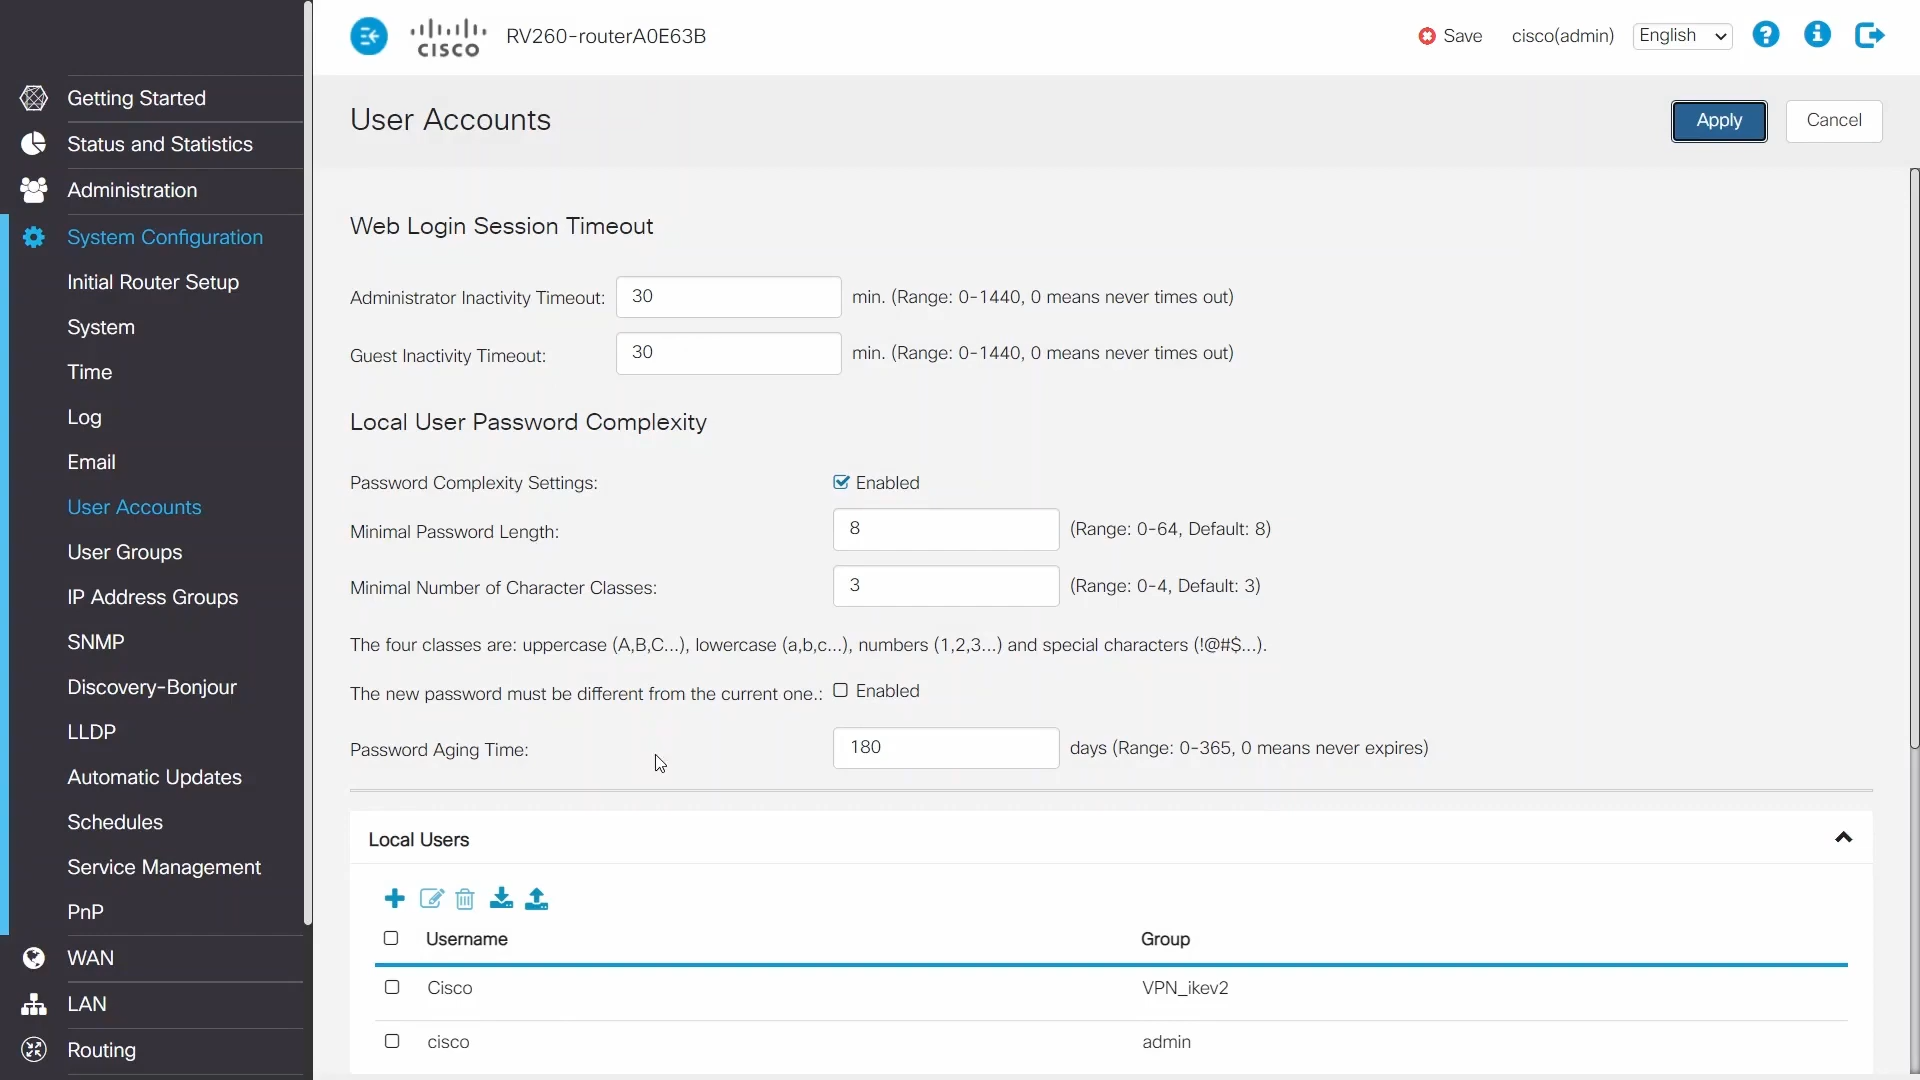 CISCO RV260-routerA0E63B Save cisco(admin) English
Getting Started
Status and Statistics
Administration
System Configuration
Initial Router Setup
System
Time
Log
Email
User Accounts
User Groups
IP Address Groups
SNMP
Discovery-Bonjour
LLDP
Automatic Updates
Schedules
Service Management
PnP
WAN
LAN
Routing
User Accounts Apply Cancel
Web Login Session Timeout
Administrator Inactivity Timeout: 30 min. (Range: 0-1440, 0 means never times out)
Guest Inactivity Timeout: 30 min. (Range: 0-1440, 0 means never times out)
Local User Password Complexity
Password Complexity Settings: Enabled
Minimal Password Length: 8 (Range: 0-64, Default: 8)
Minimal Number of Character Classes: 3 (Range: 0-4, Default: 3)
The four classes are: uppercase (A,B,C...), lowercase (a,b,c...), numbers (1,2,3...) and special characters (!@#$...).
The new password must be different from the current one.: Enabled
Password Aging Time: 180 days (Range: 0-365, 0 means never expires)
Local Users
Username Group
Cisco VPN_ikev2
cisco admin